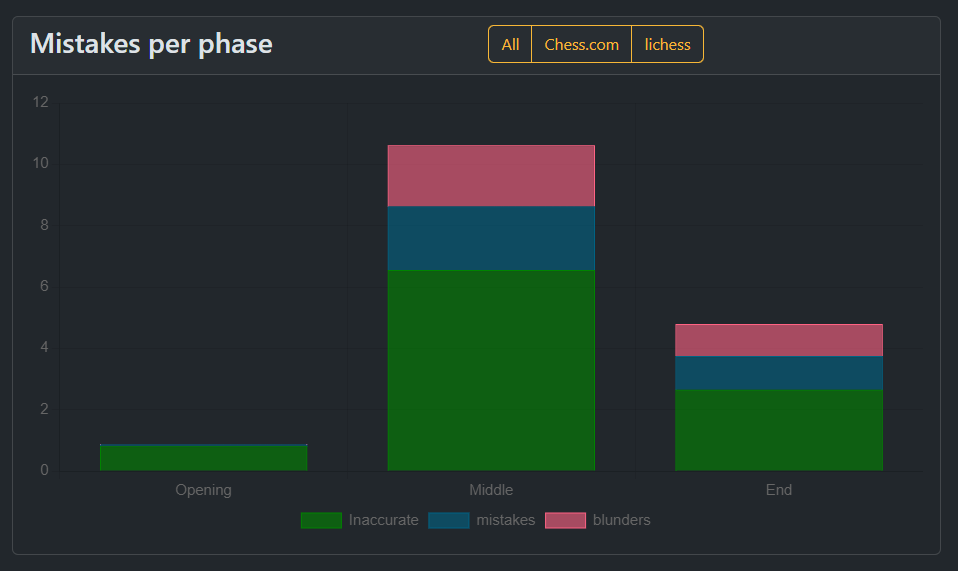 Mistakes per phase
All Chess.com lichess
12
10
8
6
4
2
0
Opening Middle End
Inaccurate mistakes blunders